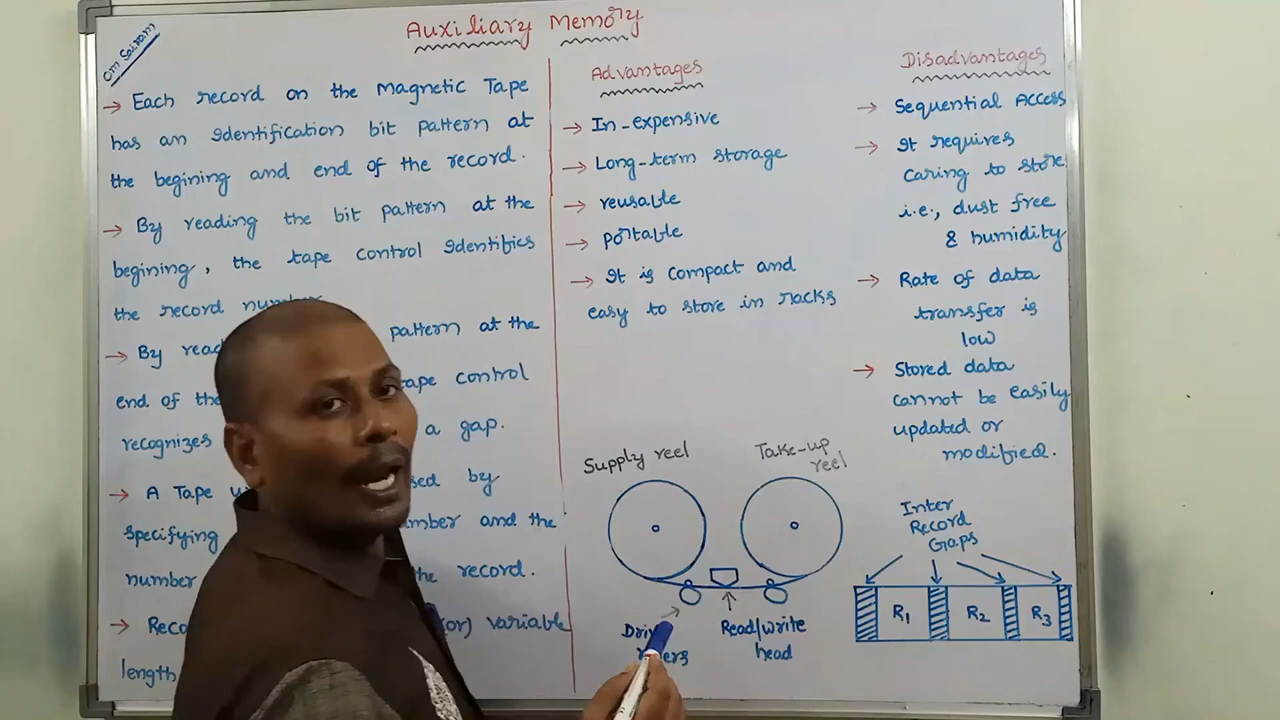 Om Sairam
Auxiliary Memory
→ Each record on the Magnetic Tape
has an Identification bit pattern at
the begining and end of the record.
→ By reading the bit pattern at the
begining, the tape control Identifies
the record number
→ By read pattern at the
end of the tape control
recognizes a gap.
→ A Tape by
specifying and the
number the record.
→ (or) variable
length
Advantages
→ In-expensive
→ Long-term storage
→ reusable
→ portable
→ It is compact and
easy to store in racks
Disadvantages
→ Sequential Access
→ It requires
caring to store
i.e., dust free
& humidity
→ Rate of data
transfer is
low
→ Stored data
cannot be easily
updated or
modified.
Supply reel
Take-up
reel
Read/write
head
Inter
Record
Gaps
R1 R2 R3